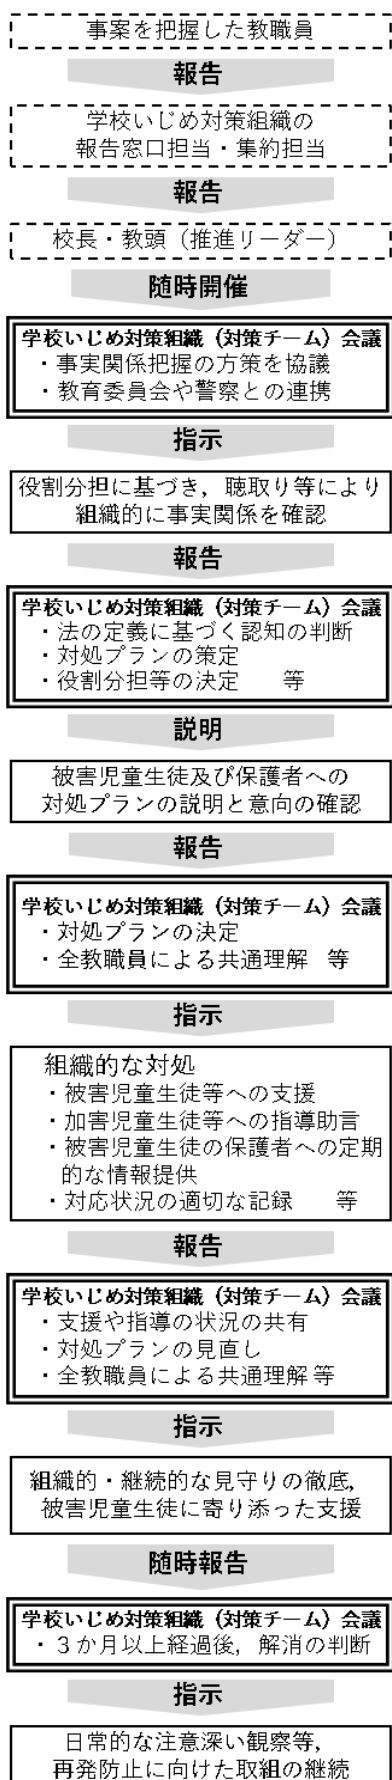 事案を把握した教職員
報告
学校いじめ対策組織の
報告窓口担当・集約担当
報告
校長・教頭（推進リーダー）
随時開催
学校いじめ対策組織（対策チーム）会議
・事実関係把握の方策を協議
・教育委員会や警察との連携
指示
役割分担に基づき，聴取り等により
組織的に事実関係を確認
報告
学校いじめ対策組織（対策チーム）会議
・法の定義に基づく認知の判断
・対処プランの策定
・役割分担等の決定　　等
説明
被害児童生徒及び保護者への
対処プランの説明と意向の確認
報告
学校いじめ対策組織（対策チーム）会議
・対処プランの決定
・全教職員による共通理解　等
指示
組織的な対処
・被害児童生徒等への支援
・加害児童生徒等への指導助言
・被害児童生徒の保護者への定期
的な情報提供
・対応状況の適切な記録　　等
報告
学校いじめ対策組織（対策チーム）会議
・支援や指導の状況の共有
・対処プランの見直し
・全教職員による共通理解 等
指示
組織的・継続的な見守りの徹底，
被害児童生徒に寄り添った支援
随時報告
学校いじめ対策組織（対策チーム）会議
・３か月以上経過後，解消の判断
指示
日常的な注意深い観察等，
再発防止に向けた取組の継続